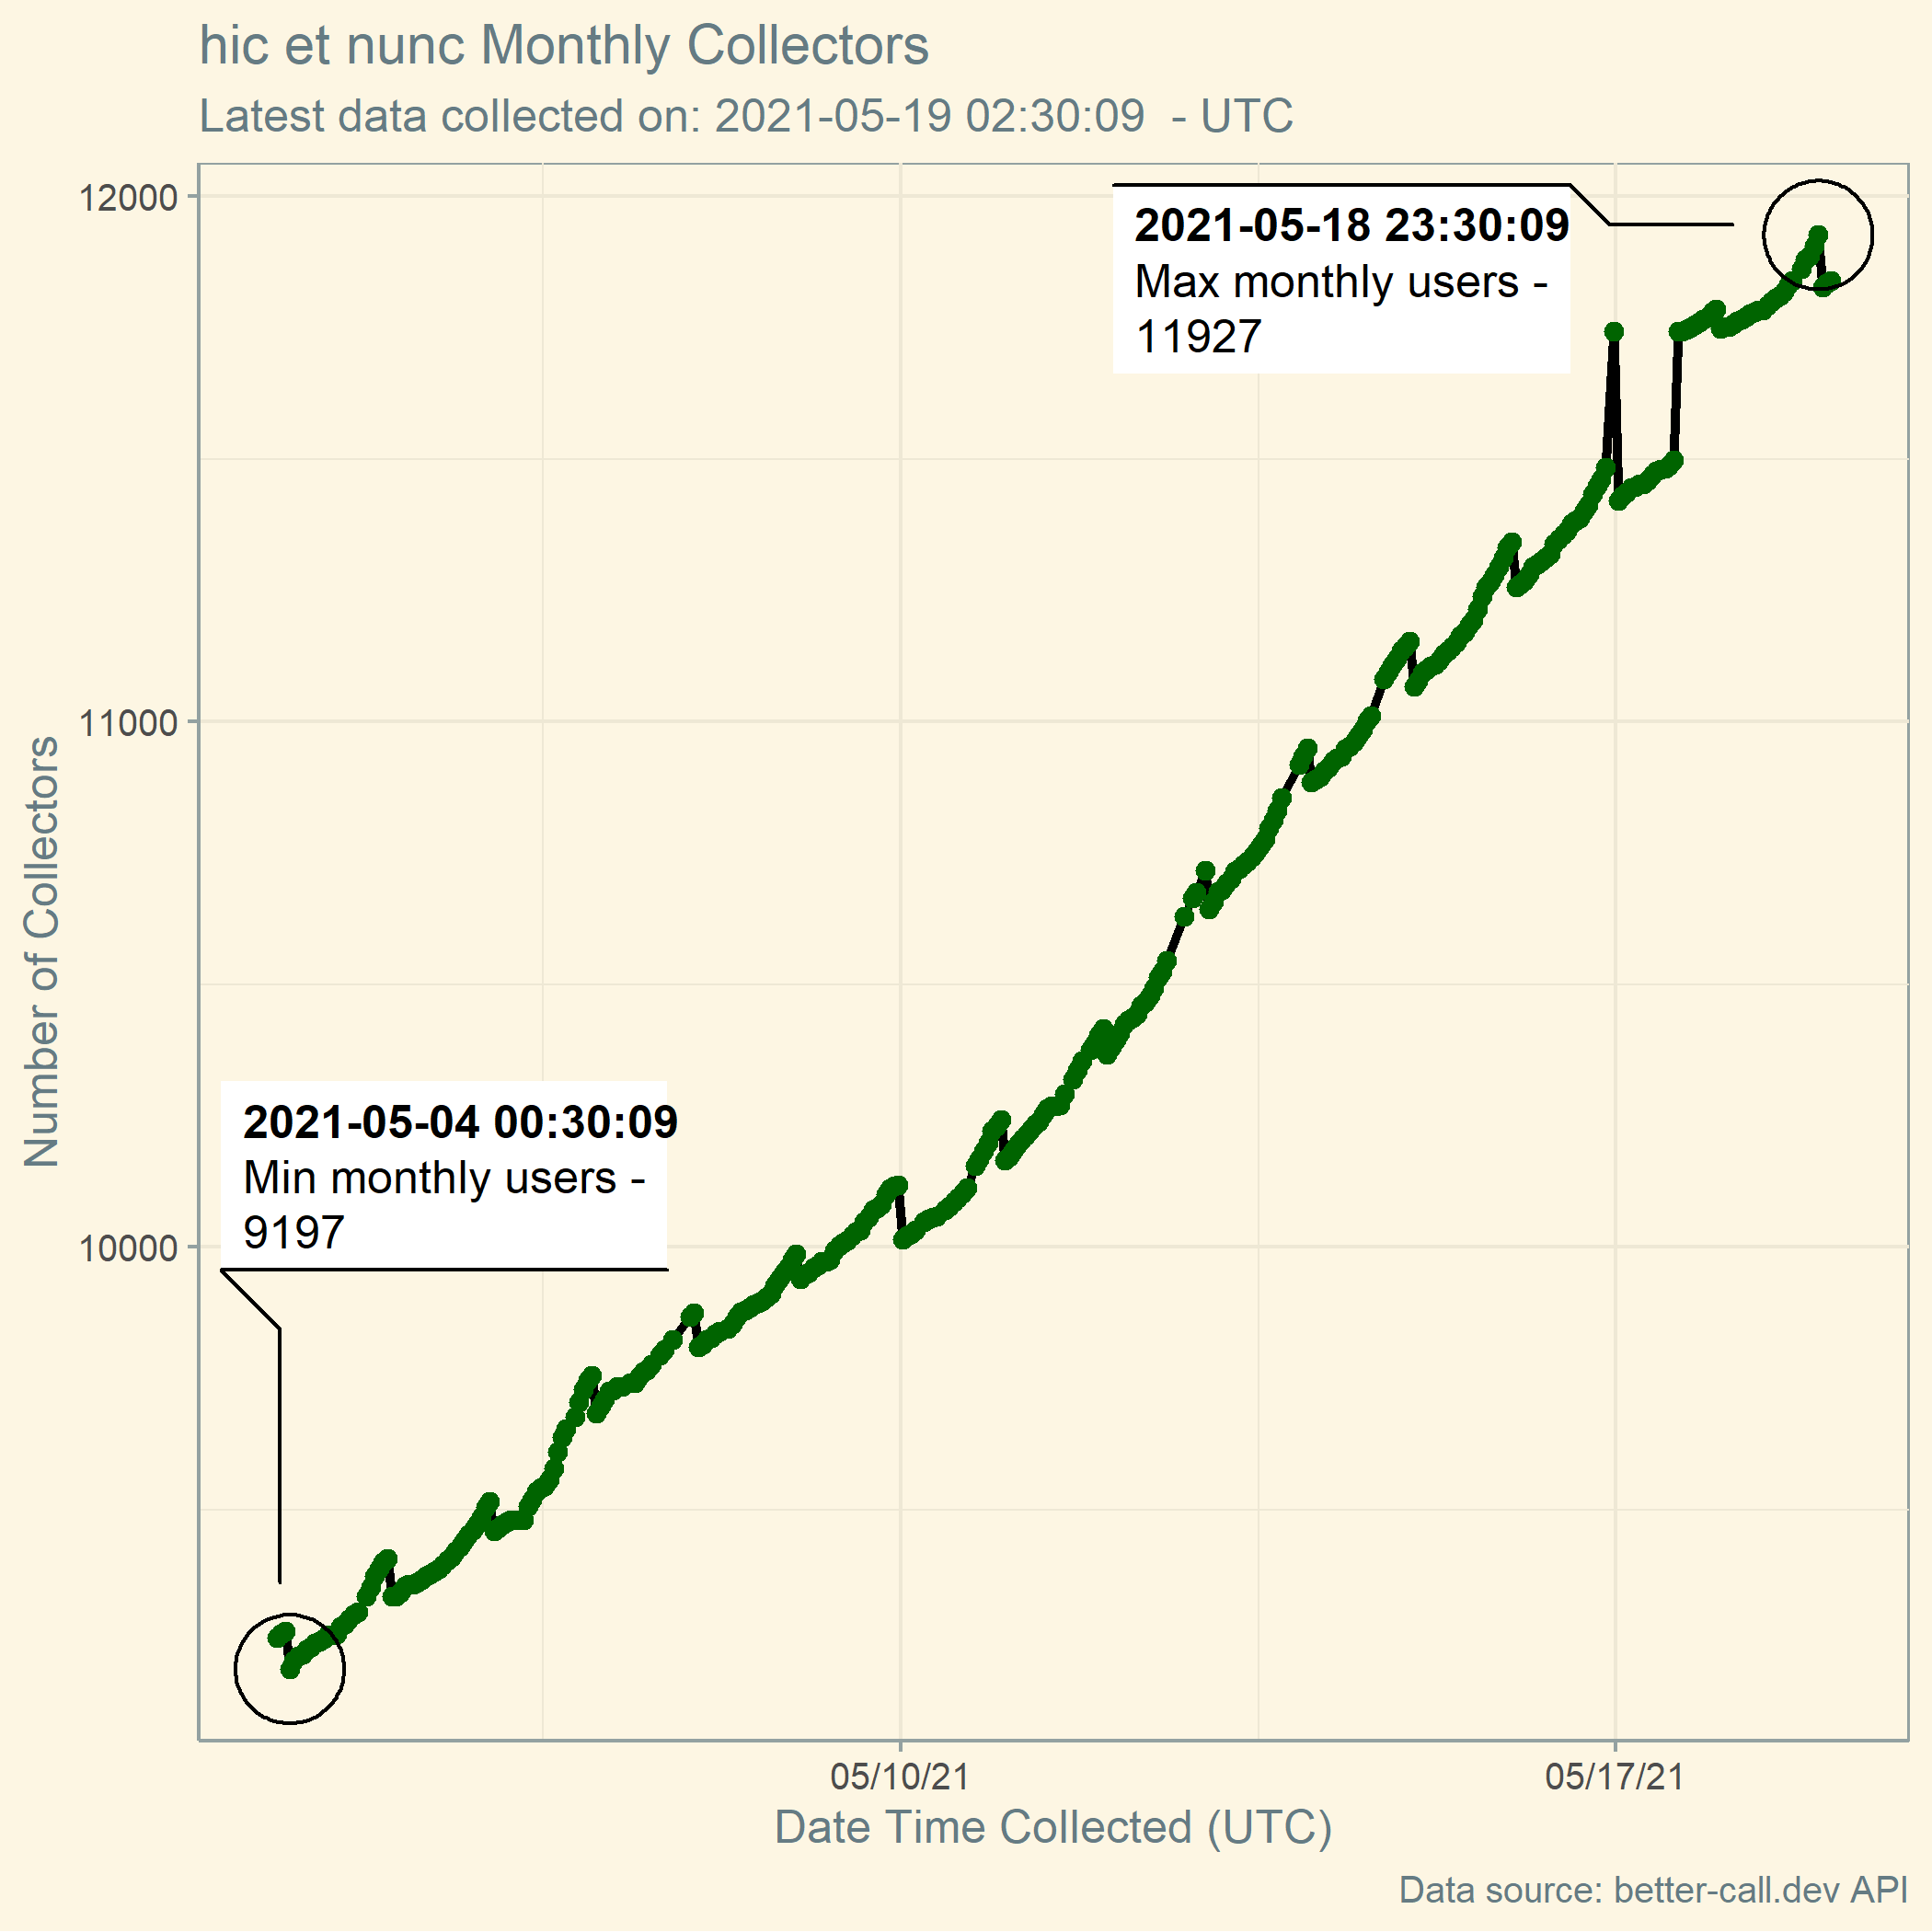 hic et nunc Monthly Collectors
Latest data collected on: 2021-05-19 02:30:09  - UTC
12000
2021-05-18 23:30:09
Max monthly users -
11927
11000
Number of Collectors
2021-05-04 00:30:09
Min monthly users -
9197
10000
05/10/21
05/17/21
Date Time Collected (UTC)
Data source: better-call.dev API